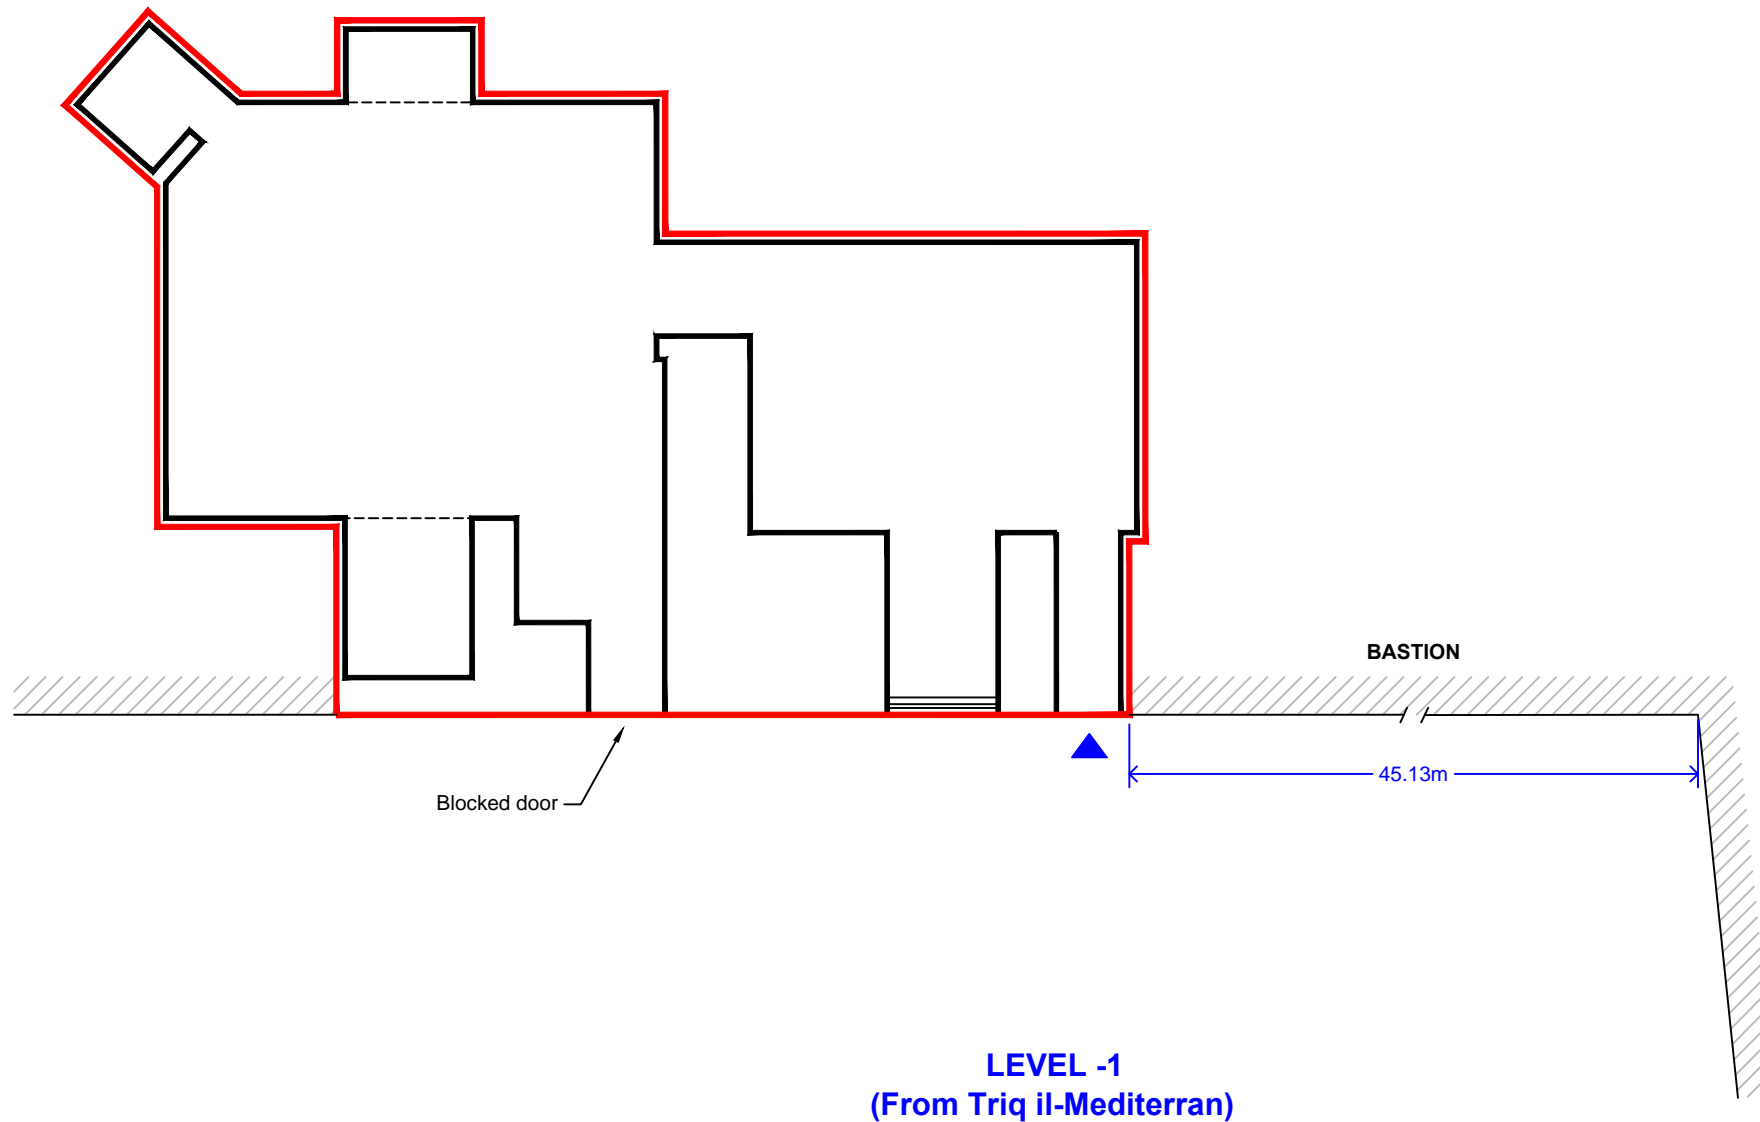 BASTION
45.13m
Blocked door
LEVEL -1
(From Triq il-Mediterran)